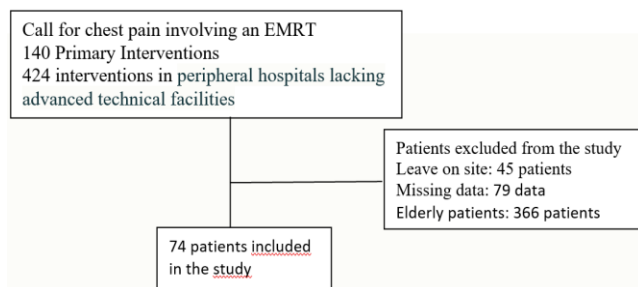 Call for chest pain involving an EMRT
140 Primary Interventions
424 interventions in peripheral hospitals lacking
advanced technical facilities
Patients excluded from the study
Leave on site: 45 patients
Missing data: 79 data
Elderly patients: 366 patients
74 patients included
in the study